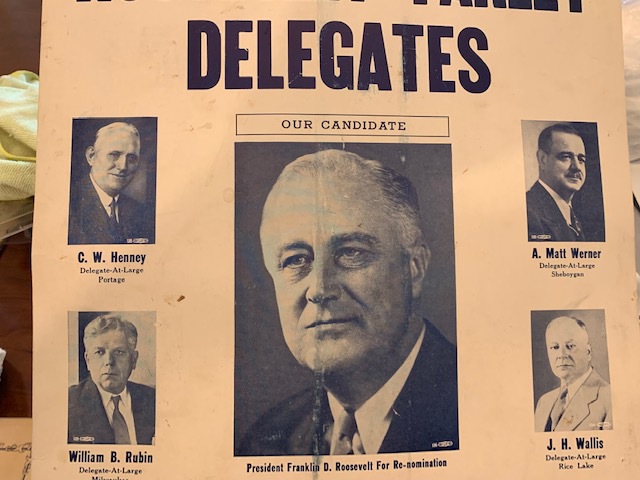 DELEGATES
OUR CANDIDATE
C. W. Henney
Delegate-At-Large
Portage
A. Matt Werner
Delegate-At-Large
Sheboygan
William B. Rubin
Delegate-At-Large
Milwaukee
President Franklin D. Roosevelt For Re-nomination
J. H. Wallis
Delegate-At-Large
Rice Lake